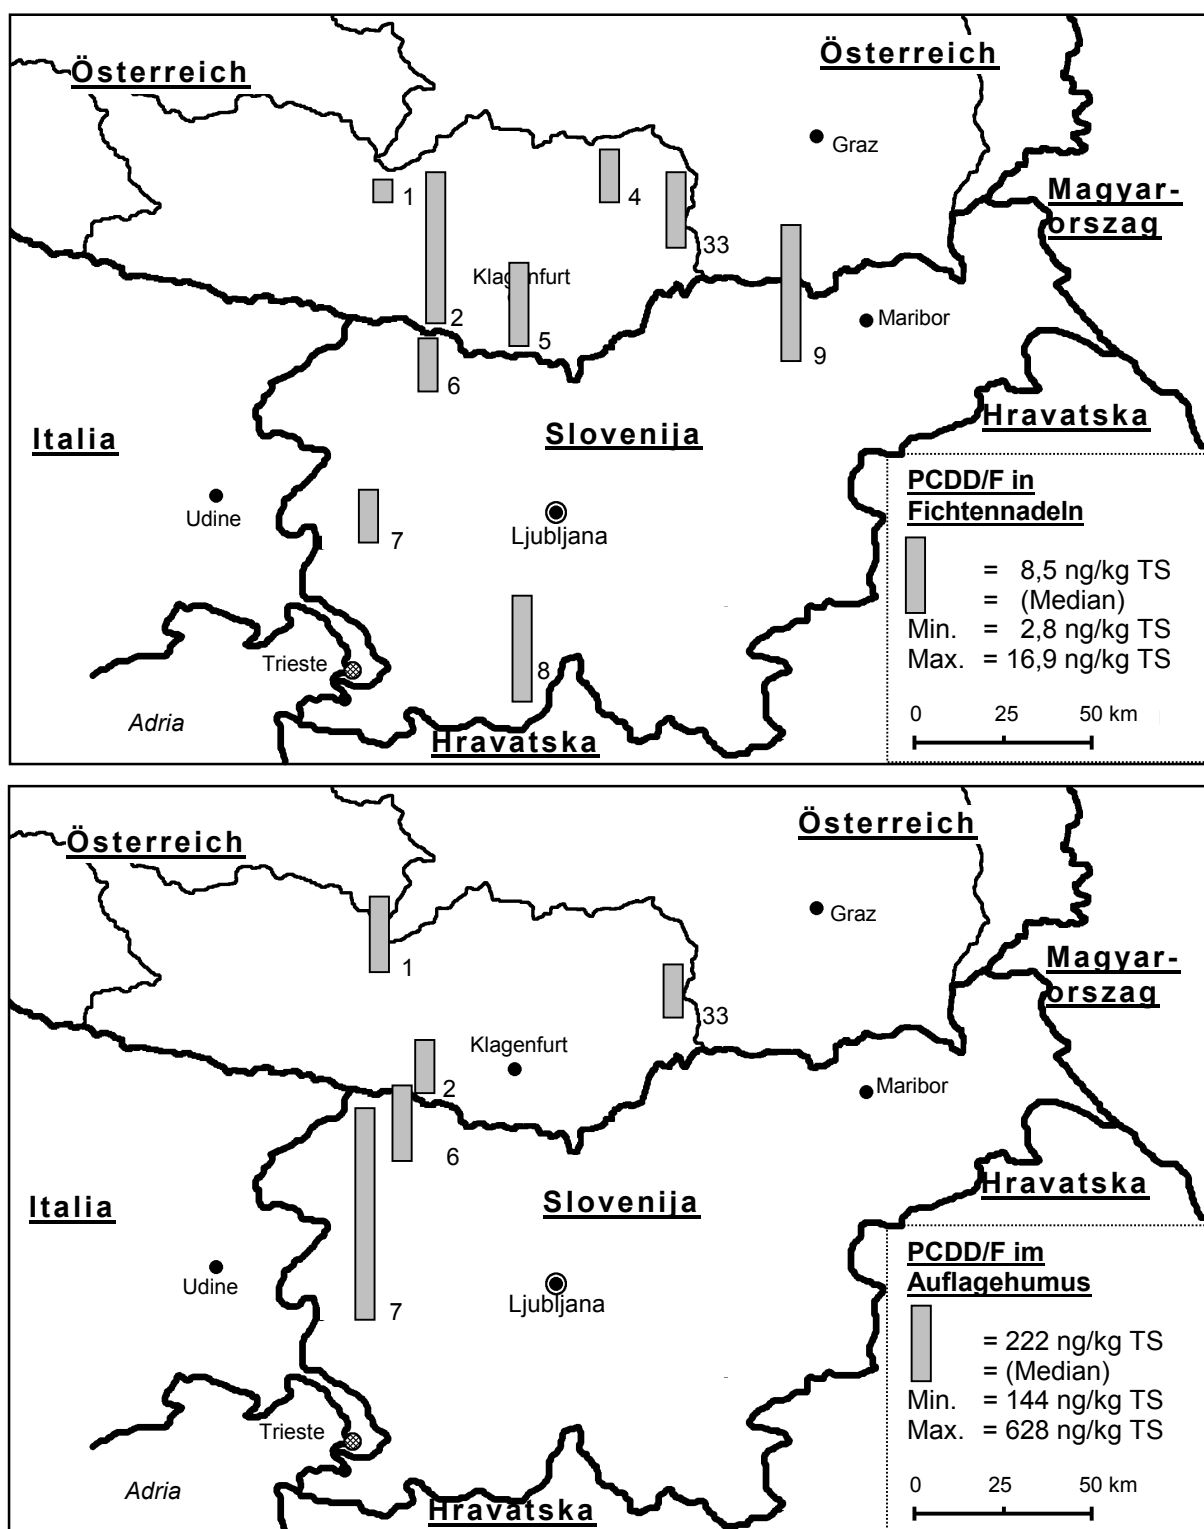 Österreich
Österreich
Graz
Magyar-
orszag
1
4
33
Klagenfurt
2
5
6
9
Maribor
Hravatska
Italia
Slovenija
Udine
7
Ljubljana
Trieste
8
Adria
Hravatska
PCDD/F in
Fichtennadeln
= 8,5 ng/kg TS
= (Median)
Min. = 2,8 ng/kg TS
Max. = 16,9 ng/kg TS
0 25 50 km
Österreich
Österreich
Graz
Magyar-
orszag
1
33
Klagenfurt
2
Maribor
6
Hravatska
Italia
Slovenija
Udine
7
Ljubljana
Trieste
Adria
Hravatska
PCDD/F im
Auflagehumus
= 222 ng/kg TS
= (Median)
Min. = 144 ng/kg TS
Max. = 628 ng/kg TS
0 25 50 km